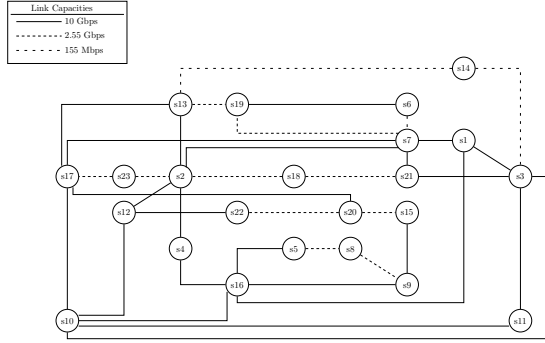 Link Capacities
10 Gbps
2.55 Gbps
155 Mbps
s14
s13
s19
s6
s7
s1
s17
s23
s2
s18
s21
s3
s12
s22
s20
s15
s4
s5
s8
s16
s9
s10
s11